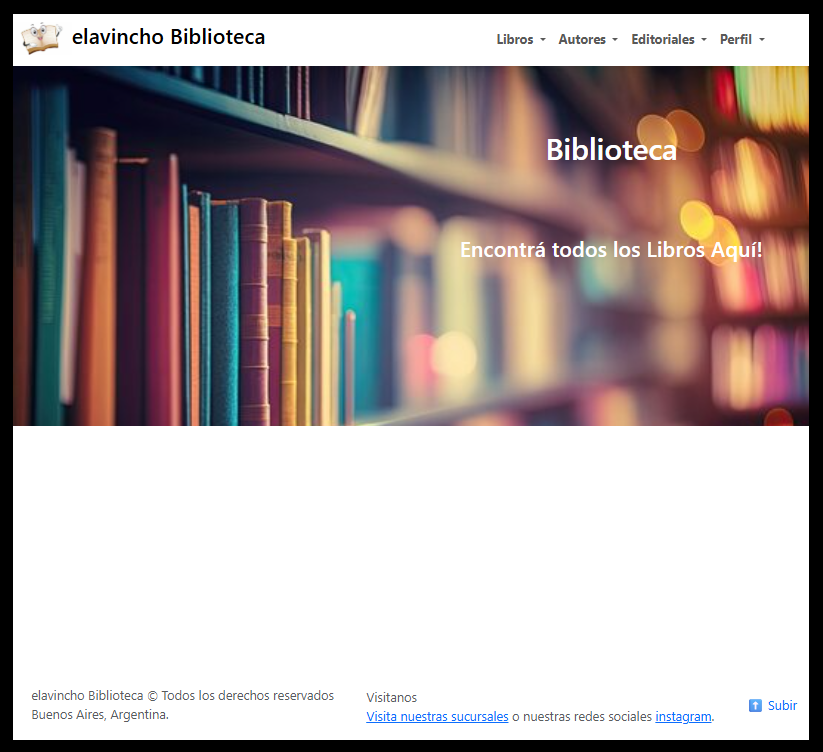 elavincho Biblioteca
Libros Autores Editoriales Perfil
Biblioteca
Encontrá todos los Libros Aquí!
elavincho Biblioteca © Todos los derechos reservados
Buenos Aires, Argentina.
Visitanos
Visita nuestras sucursales o nuestras redes sociales instagram.
Subir